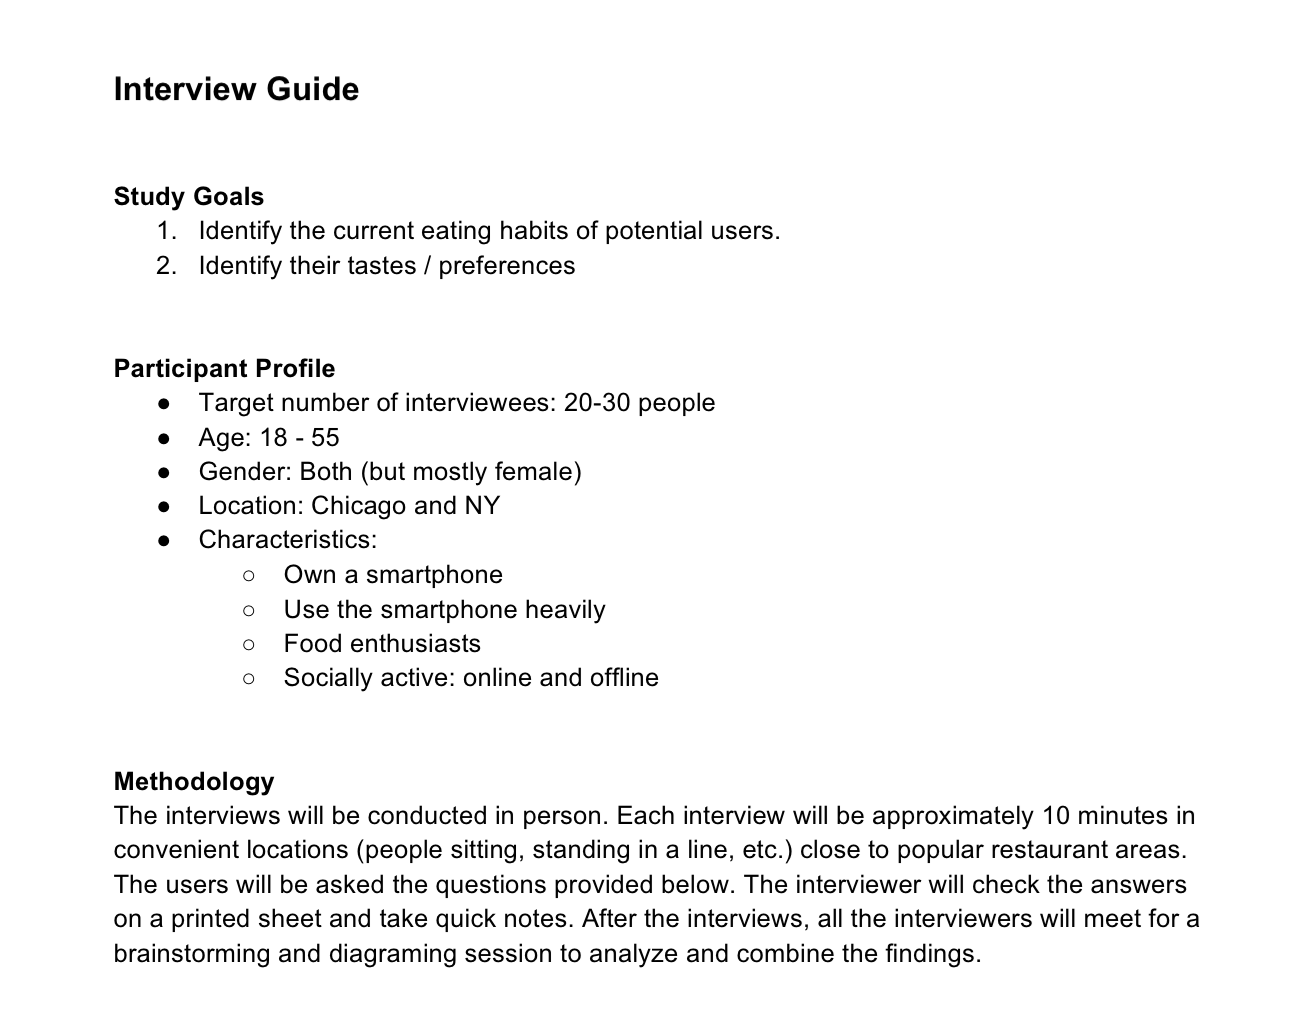 Interview Guide
Study Goals
1. Identify the current eating habits of potential users.
2. Identify their tastes / preferences
Participant Profile
● Target number of interviewees: 20-30 people
● Age: 18 - 55
● Gender: Both (but mostly female)
● Location: Chicago and NY
● Characteristics:
○ Own a smartphone
○ Use the smartphone heavily
○ Food enthusiasts
○ Socially active: online and offline
Methodology
The interviews will be conducted in person. Each interview will be approximately 10 minutes in
convenient locations (people sitting, standing in a line, etc.) close to popular restaurant areas.
The users will be asked the questions provided below. The interviewer will check the answers
on a printed sheet and take quick notes. After the interviews, all the interviewers will meet for a
brainstorming and diagraming session to analyze and combine the findings.